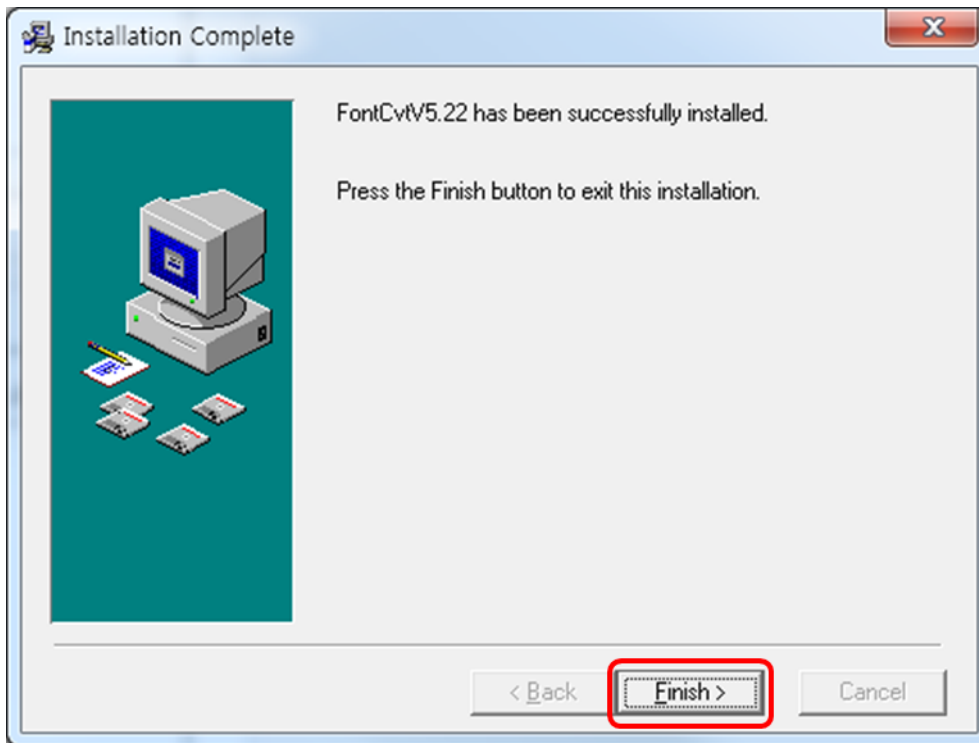 Installation Complete
FontCvtV5.22 has been successfully installed.
Press the Finish button to exit this installation.
< Back
Finish >
Cancel